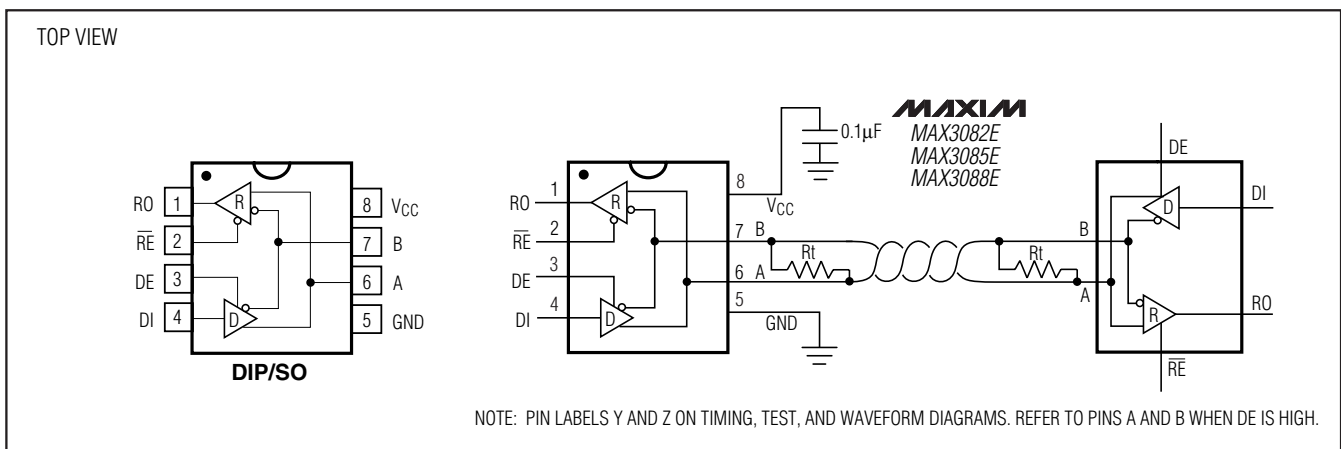 TOP VIEW
MAXIM
MAX3082E
MAX3085E
MAX3088E
0.1µF
DE
DI
RO 1
RE 2
DE 3
DI 4
R
D
8 VCC
7 B
6 A
5 GND
DIP/SO
RO 1
RE 2
DE 3
DI 4
R
D
8
VCC
7 B
Rt
6 A
5
GND
B
Rt
A
D
R
RO
RE
NOTE: PIN LABELS Y AND Z ON TIMING, TEST, AND WAVEFORM DIAGRAMS. REFER TO PINS A AND B WHEN DE IS HIGH.